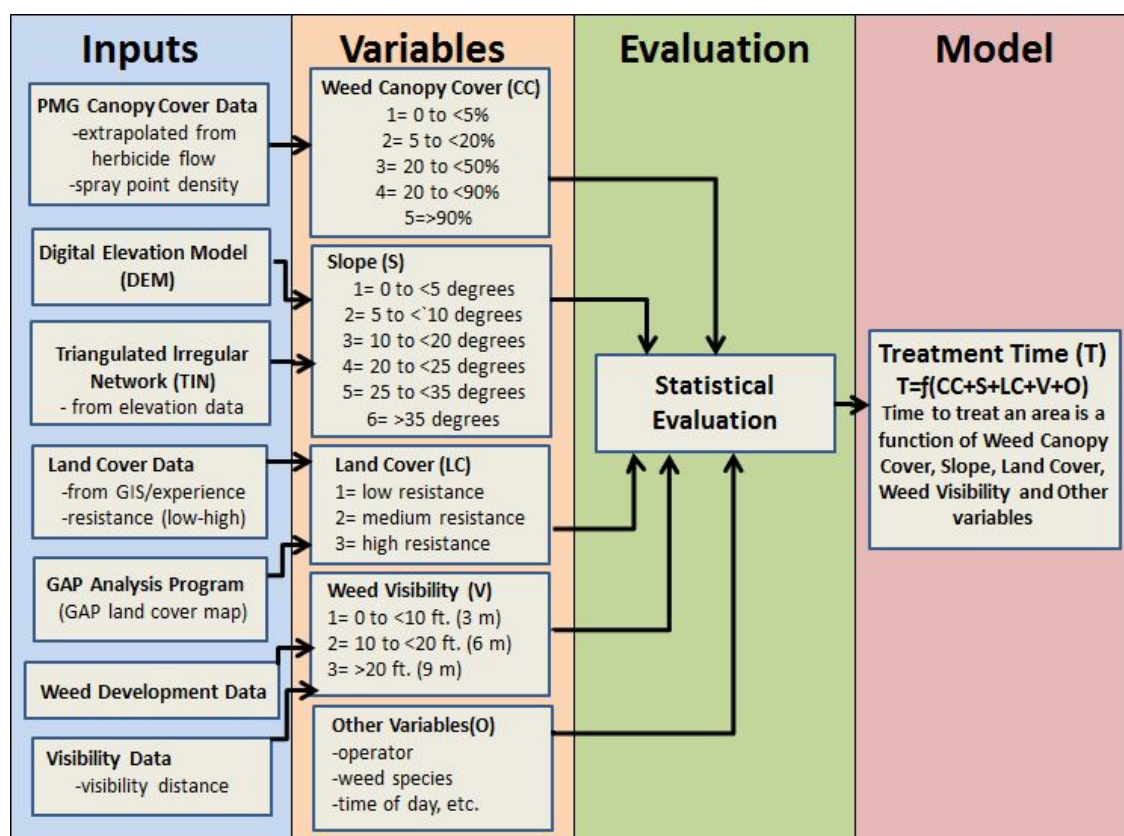 Inputs
PMG Canopy Cover Data
-extrapolated from
herbicide flow
-spray point density
Digital Elevation Model
(DEM)
Triangulated Irregular
Network (TIN)
- from elevation data
Land Cover Data
-from GIS/experience
-resistance (low-high)
GAP Analysis Program
(GAP land cover map)
Weed Development Data
Visibility Data
-visibility distance
Variables
Weed Canopy Cover (CC)
1= 0 to <5%
2= 5 to <20%
3= 20 to <50%
4= 20 to <90%
5=>90%
Slope (S)
1= 0 to <5 degrees
2= 5 to <`10 degrees
3= 10 to <20 degrees
4= 20 to <25 degrees
5= 25 to <35 degrees
6= >35 degrees
Land Cover (LC)
1= low resistance
2= medium resistance
3= high resistance
Weed Visibility (V)
1= 0 to <10 ft. (3 m)
2= 10 to <20 ft. (6 m)
3= >20 ft. (9 m)
Other Variables(O)
-operator
-weed species
-time of day, etc.
Evaluation
Statistical
Evaluation
Model
Treatment Time (T)
T=ƒ(CC+S+LC+V+O)
Time to treat an area is a
function of Weed Canopy
Cover, Slope, Land Cover,
Weed Visibility and Other
variables